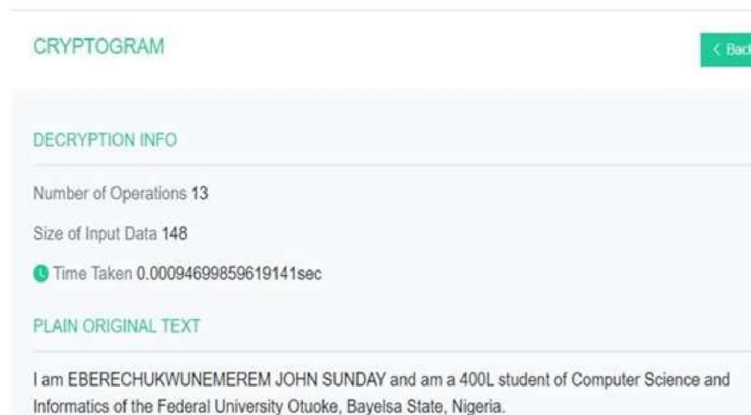 CRYPTOGRAM
< Back
DECRYPTION INFO
Number of Operations 13
Size of Input Data 148
Time Taken 0.00094699859619141sec
PLAIN ORIGINAL TEXT
I am EBERECHUKWUNEMEREM JOHN SUNDAY and am a 400L student of Computer Science and
Informatics of the Federal University Otuoke, Bayelsa State, Nigeria.